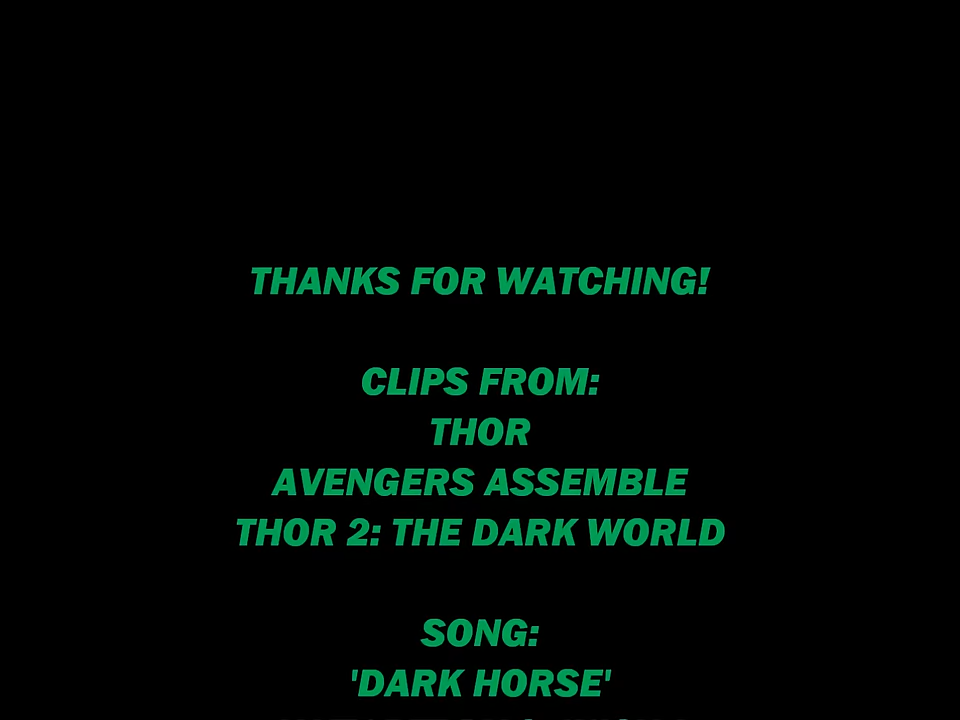 THANKS FOR WATCHING!
CLIPS FROM:
THOR
AVENGERS ASSEMBLE
THOR 2: THE DARK WORLD
SONG:
'DARK HORSE'